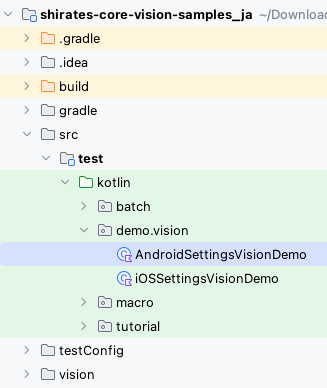 shirates-core-vision-samples_ja ~/Downloa
.gradle
.idea
build
gradle
src
test
kotlin
batch
demo.vision
AndroidSettingsVisionDemo
iOSSettingsVisionDemo
macro
tutorial
testConfig
vision